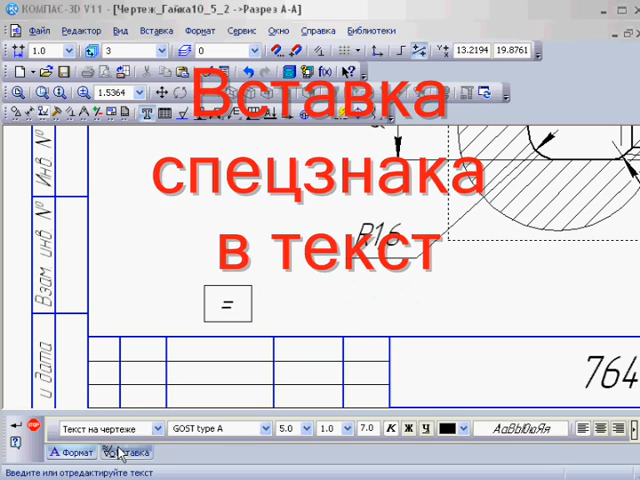 КОМПАС-3D V11 - [Чертеж_Гайка10_5_2 ->Разрез А-А]
Файл Редактор Вид Вставка Формат Сервис Окно Справка Библиотеки
1.0 3 0 13.2194 19.8761
f(x)
1.5364
Вставка
спецзнака
в текст
Инв №
Взам инв №
и дата
R16
=
764
Текст на чертеже GOST type A 5.0 1.0 7.0 К Ж Ч АаВbБбЯя
Формат Вставка
Введите или отредактируйте текст